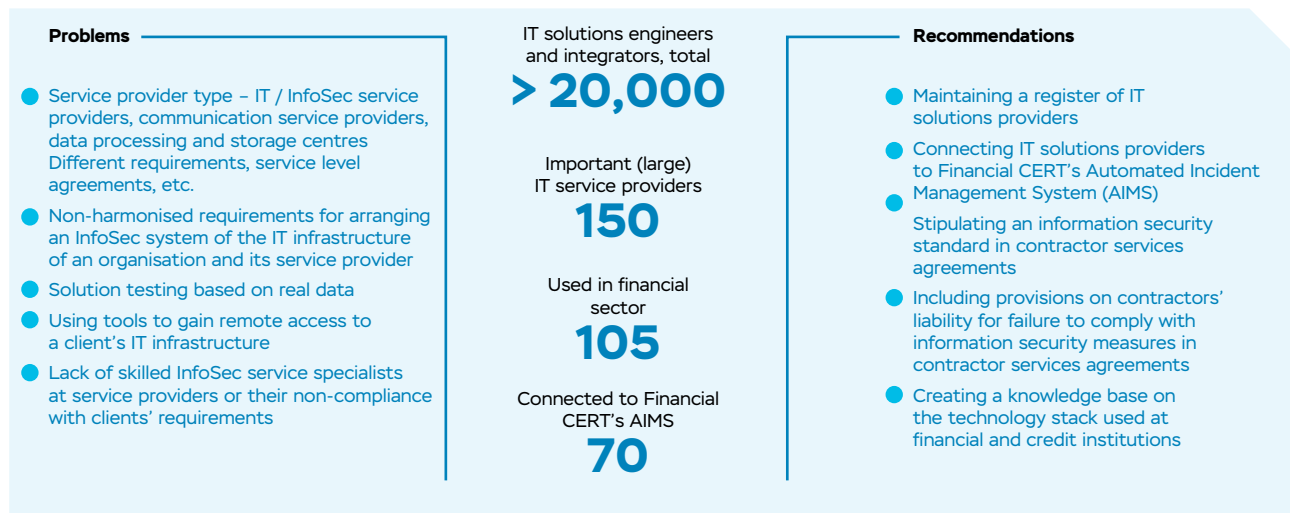 Problems
Service provider type – IT / InfoSec service
providers, communication service providers,
data processing and storage centres
Different requirements, service level
agreements, etc.
Non-harmonised requirements for arranging
an InfoSec system of the IT infrastructure
of an organisation and its service provider
Solution testing based on real data
Using tools to gain remote access to
a client's IT infrastructure
Lack of skilled InfoSec service specialists
at service providers or their non-compliance
with clients' requirements
IT solutions engineers
and integrators, total
> 20,000
Important (large)
IT service providers
150
Used in financial
sector
105
Connected to Financial
CERT's AIMS
70
Recommendations
Maintaining a register of IT
solutions providers
Connecting IT solutions providers
to Financial CERT's Automated Incident
Management System (AIMS)
Stipulating an information security
standard in contractor services
agreements
Including provisions on contractors'
liability for failure to comply with
information security measures in
contractor services agreements
Creating a knowledge base on
the technology stack used at
financial and credit institutions